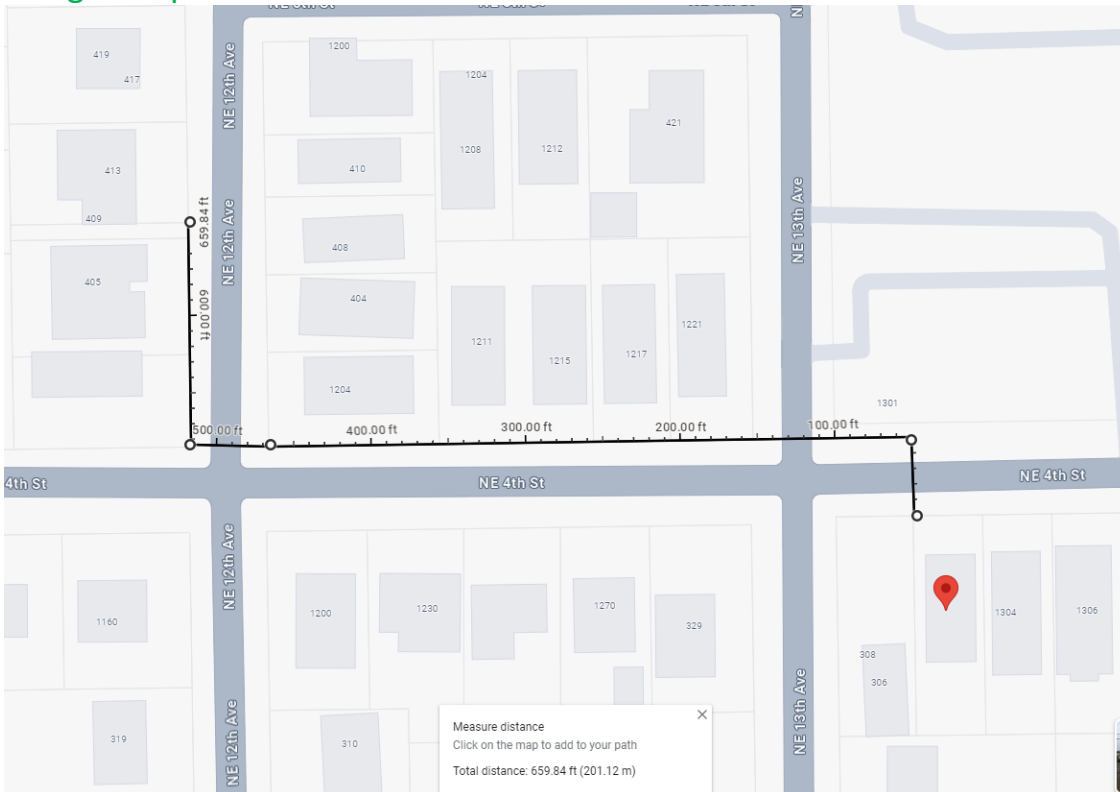 NE 12th Ave
419
417
1200
1204
413
1208
1212
421
410
NE 12th Ave
NE 13th Ave
409
659.84 ft
408
405
600.00 ft
404
1211
1215
1217
1221
1204
1301
500.00 ft
400.00 ft
300.00 ft
200.00 ft
100.00 ft
4th St
NE 4th St
NE 4th St
NE 12th Ave
1160
1200
1230
1270
329
1304
1306
308
306
319
310
NE 12th Ave
NE 13th Ave
Measure distance
Click on the map to add to your path
Total distance: 659.84 ft (201.12 m)